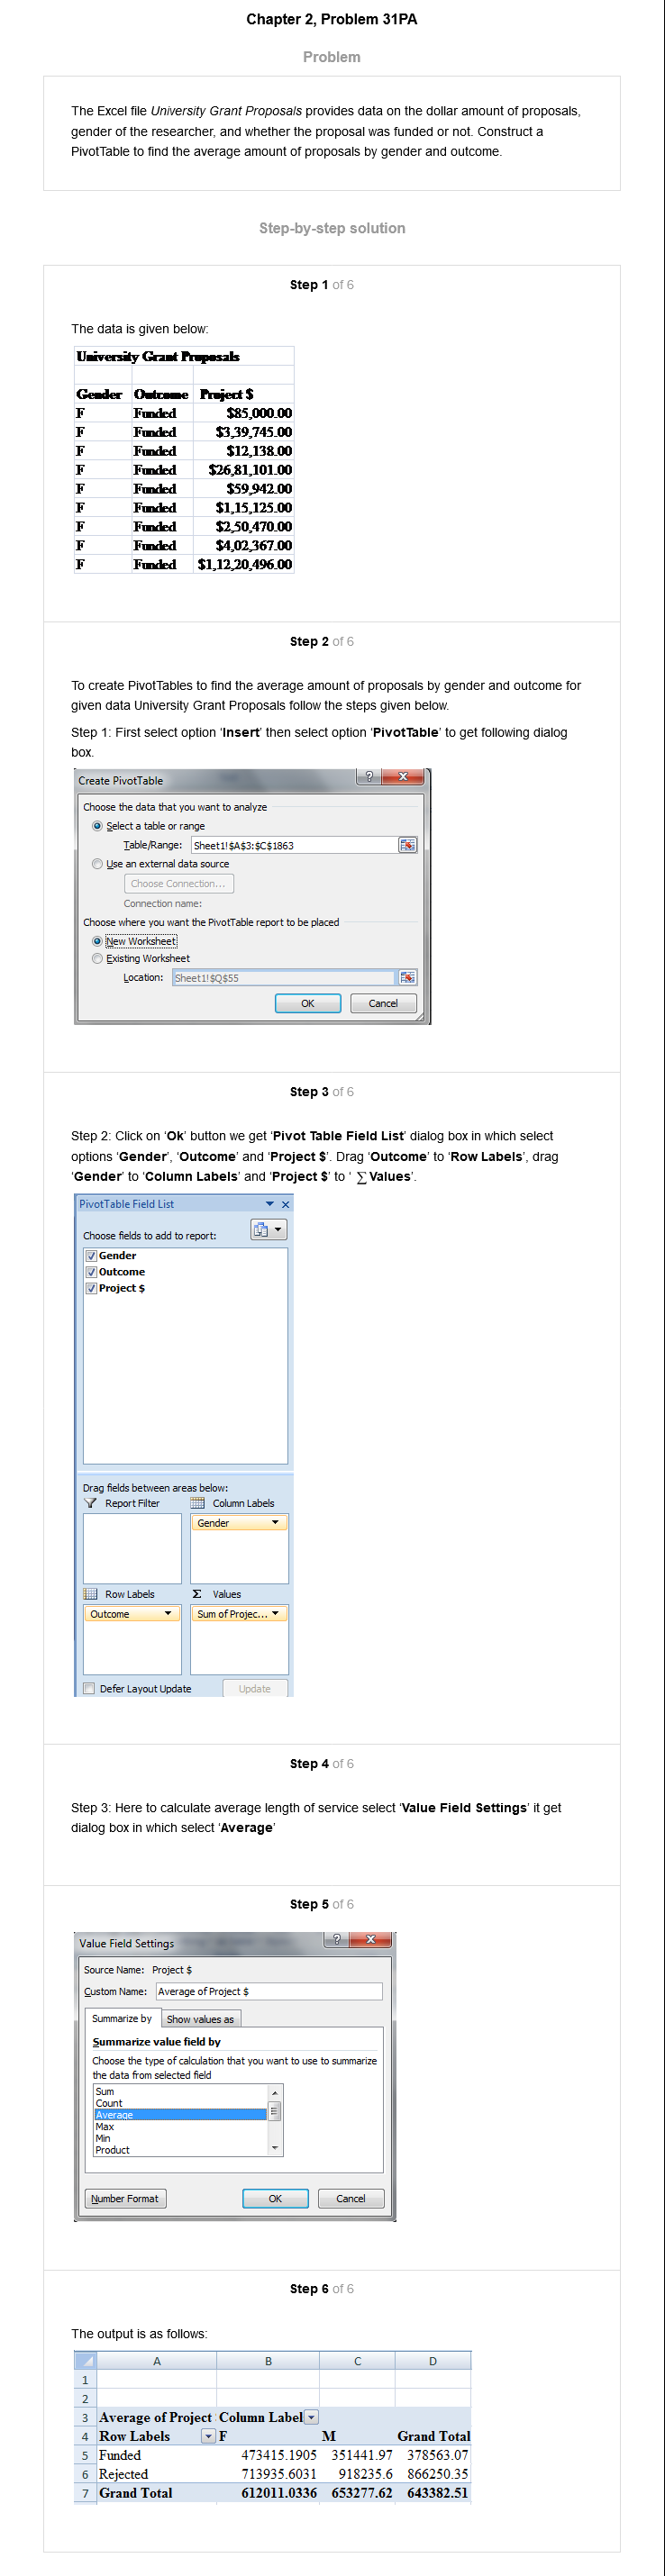 Chapter 2, Problem 31PA
Problem
The Excel file University Grant Proposals provides data on the dollar amount of proposals,
gender of the researcher, and whether the proposal was funded or not. Construct a
PivotTable to find the average amount of proposals by gender and outcome.
Step-by-step solution
Step 1 of 6
The data is given below:
University Grant Proposals
Gender Outcome Project $
F Funded $85,000.00
F Funded $3,39,745.00
F Funded $12,138.00
F Funded $26,81,101.00
F Funded $59,942.00
F Funded $1,15,125.00
F Funded $2,50,470.00
F Funded $4,02,367.00
F Funded $1,12,20,496.00
Step 2 of 6
To create PivotTables to find the average amount of proposals by gender and outcome for
given data University Grant Proposals follow the steps given below.
Step 1: First select option 'Insert' then select option 'PivotTable' to get following dialog
box.
Create PivotTable
Choose the data that you want to analyze
Select a table or range
Table/Range: Sheet1!$A$3:$C$1863
Use an external data source
Choose Connection...
Connection name:
Choose where you want the PivotTable report to be placed
New Worksheet
Existing Worksheet
Location: Sheet1!$Q$55
OK Cancel
Step 3 of 6
Step 2: Click on 'Ok' button we get 'Pivot Table Field List' dialog box in which select
options 'Gender', 'Outcome' and 'Project $'. Drag 'Outcome' to 'Row Labels', drag
'Gender' to 'Column Labels' and 'Project $' to ' ∑ Values'.
PivotTable Field List
Choose fields to add to report:
Gender
Outcome
Project $
Drag fields between areas below:
Report Filter Column Labels
Gender
Row Labels Σ Values
Outcome Sum of Projec...
Defer Layout Update Update
Step 4 of 6
Step 3: Here to calculate average length of service select 'Value Field Settings' it get
dialog box in which select 'Average'
Step 5 of 6
Value Field Settings
Source Name: Project $
Custom Name: Average of Project $
Summarize by Show values as
Summarize value field by
Choose the type of calculation that you want to use to summarize
the data from selected field
Sum
Count
Average
Max
Min
Product
Number Format OK Cancel
Step 6 of 6
The output is as follows:
A B C D
1
2
3 Average of Project Column Label
4 Row Labels F M Grand Total
5 Funded 473415.1905 351441.97 378563.07
6 Rejected 713935.6031 918235.6 866250.35
7 Grand Total 612011.0336 653277.62 643382.51